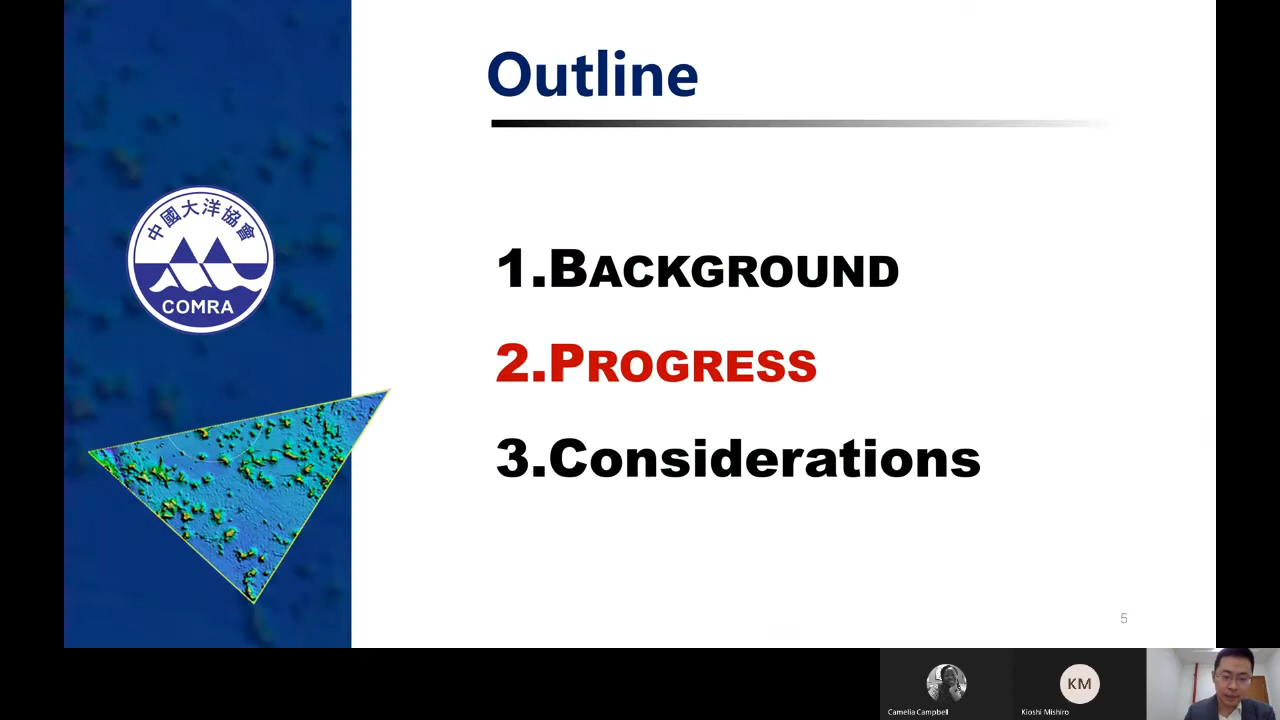 Outline
中國大洋協會
COMRA
1.BACKGROUND
2.PROGRESS
3.Considerations
5
KM
Camelia Campbell
Kioshi Mishiro